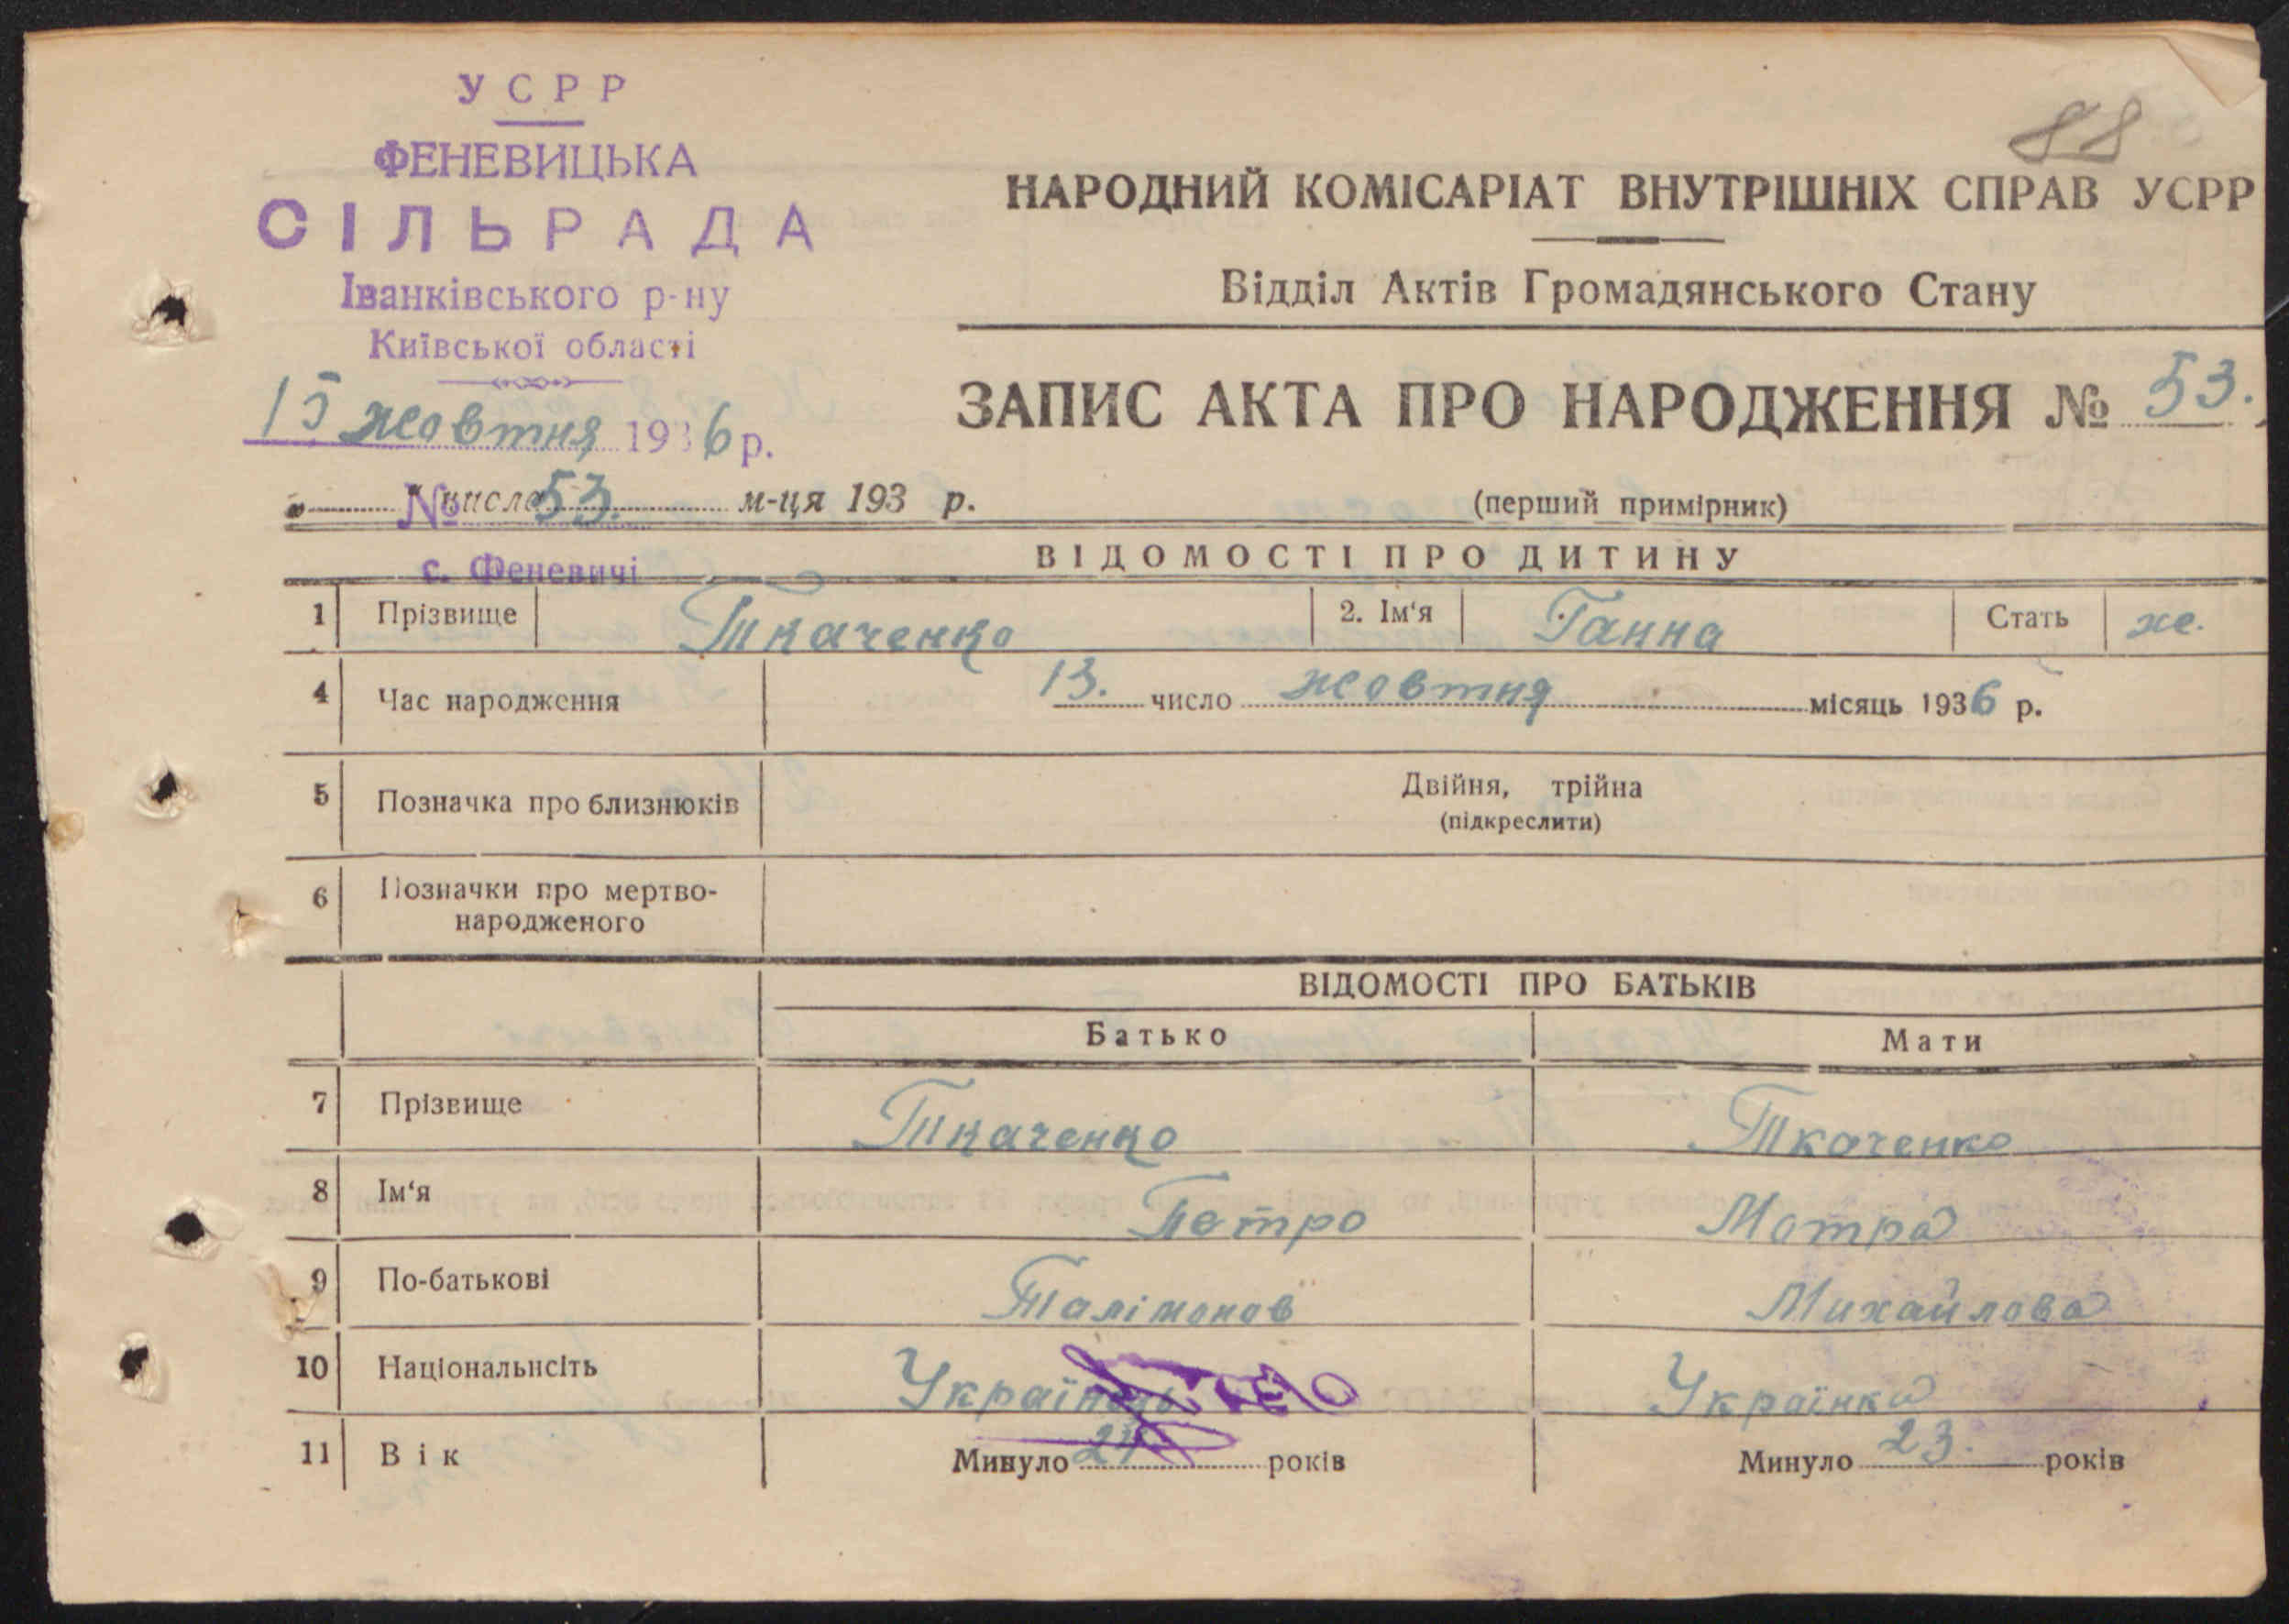 88
УСРР
ФЕНЕВИЦЬКА
СІЛЬРАДА
Іванківського р-ну
Київської області
15 жовтня 1936 р.
№ 53.
числа м-ця 193 р.
с. Феневичі
НАРОДНИЙ КОМІСАРІАТ ВНУТРІШНІХ СПРАВ УСРР
Відділ Актів Громадянського Стану
ЗАПИС АКТА ПРО НАРОДЖЕННЯ № 53.
(перший примірник)
ВІДОМОСТІ ПРО ДИТИНУ
1 Прізвище Ткаченко 2. Ім‘я Ганна Стать же.
4 Час народження 13. число жовтня місяць 1936 р.
5 Позначка про близнюків Двійня, трійна
(підкреслити)
6 Позначки про мертво-
народженого
ВІДОМОСТІ ПРО БАТЬКІВ
Батько Мати
7 Прізвище Ткаченко Ткаченко
8 Ім‘я Петро Мотра
9 По-батькові Талімонов Михайлова
10 Національнсіть Українець Українка
11 Вік Минуло років Минуло 23. років